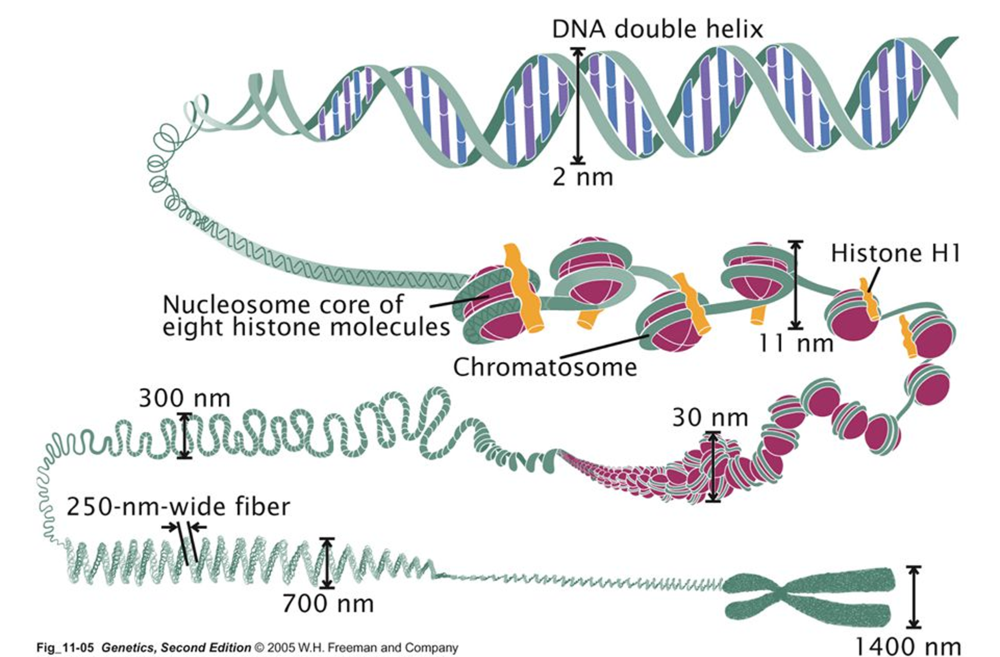 DNA double helix
2 nm
Histone H1
Nucleosome core of
eight histone molecules
11 nm
Chromatosome
300 nm
30 nm
250-nm-wide fiber
700 nm
1400 nm
Fig_11-05 Genetics, Second Edition © 2005 W.H. Freeman and Company